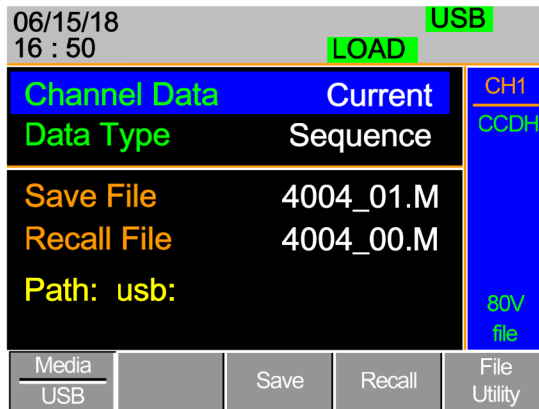 06/15/18
USB
16 : 50
LOAD
Channel Data Current
Data Type Sequence
CH1
CCDH
Save File 4004_01.M
Recall File 4004_00.M
Path: usb:
80V
file
Media
USB
Save
Recall
File
Utility